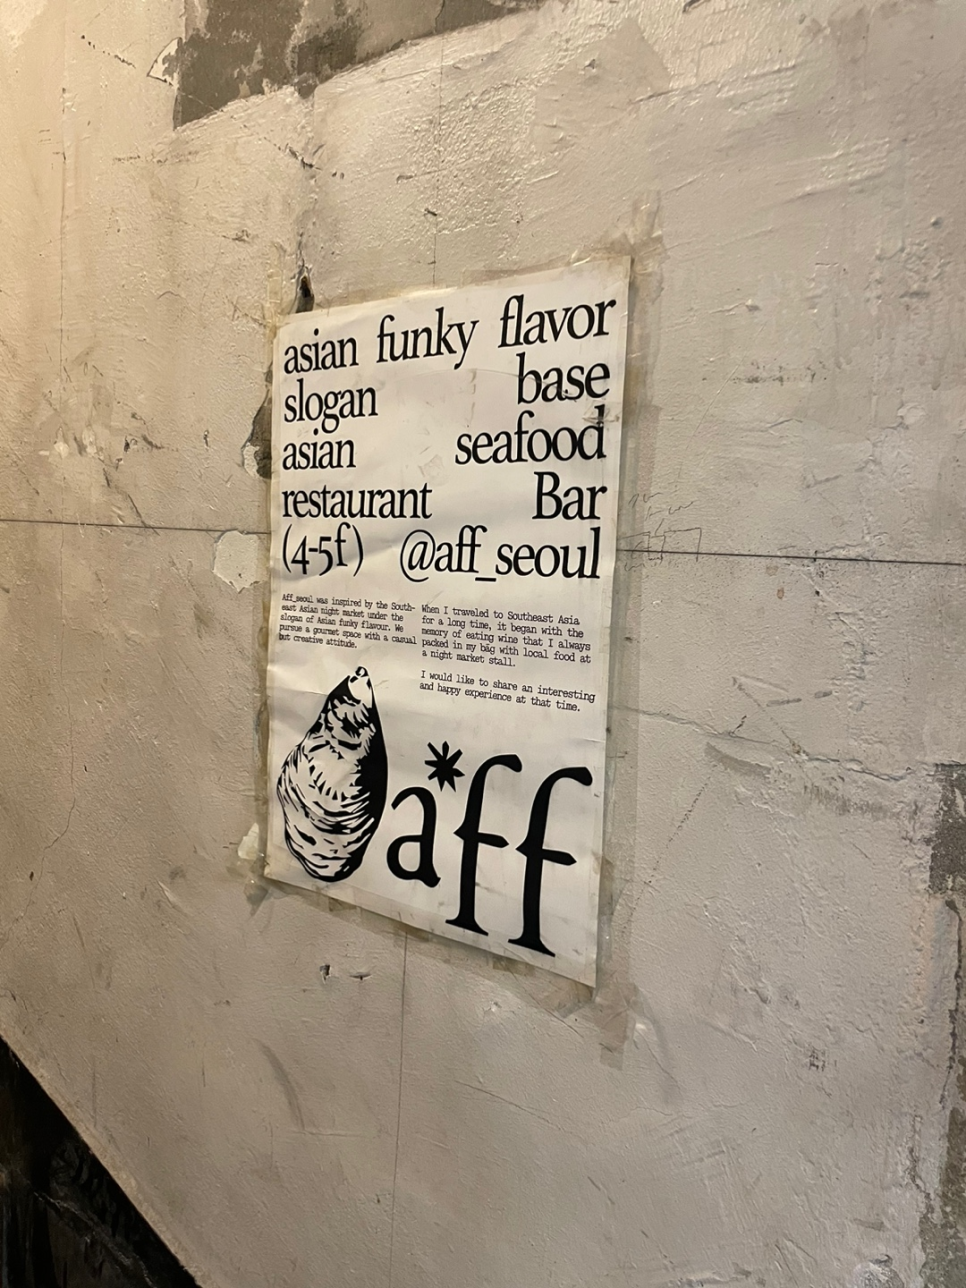 asian funky flavor
slogan base
asian seafood
restaurant Bar
(4-5f) @aff_seoul
Aff_seoul was inspired by the South-
east Asian night market under the
slogan of Asian funky flavour. We
pursue a gourmet space with a casual
but creative attitude.
When I traveled to Southeast Asia
for a long time, it began with the
memory of eating wine that I always
packed in my bag with local food at
a night market stall.
I would like to share an interesting
and happy experience at that time.
a*ff